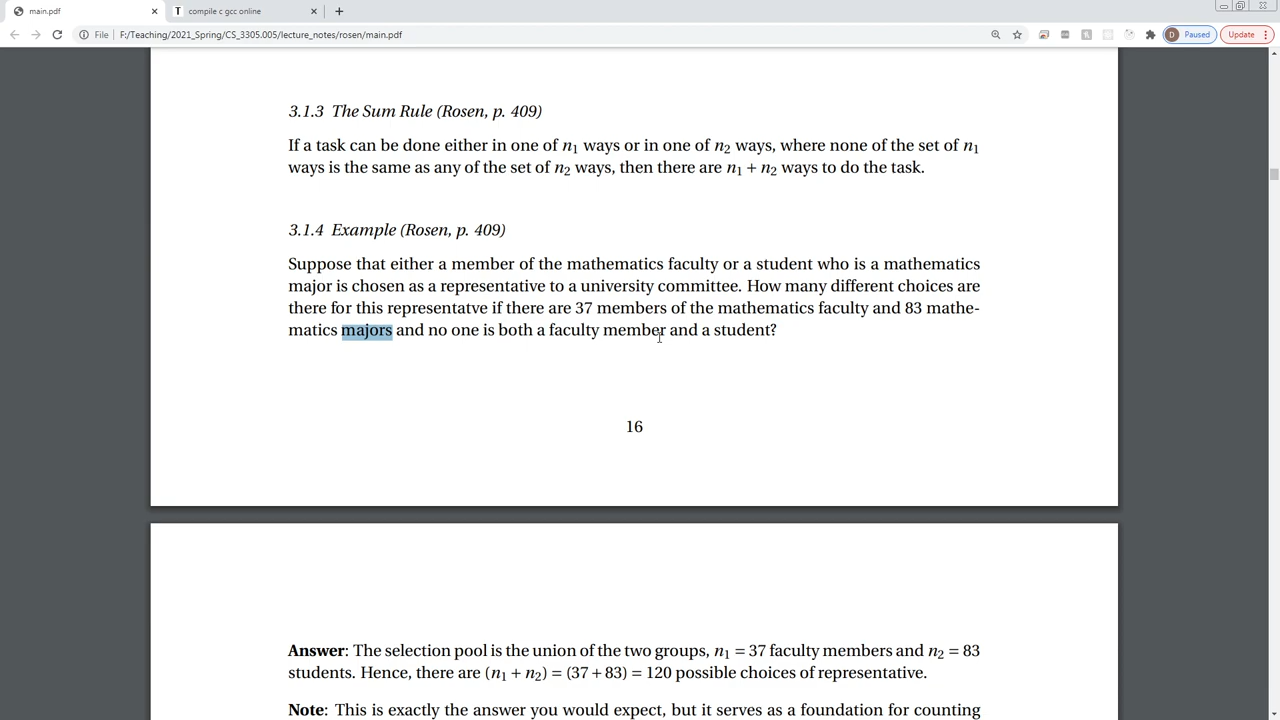 main.pdf
compile c gcc online
File
F:/Teaching/2021_Spring/CS_3305.005/lecture_notes/rosen/main.pdf
D Paused
Update
3.1.3 The Sum Rule (Rosen, p. 409)
If a task can be done either in one of n₁ ways or in one of n₂ ways, where none of the set of n₁
ways is the same as any of the set of n₂ ways, then there are n₁ + n₂ ways to do the task.
3.1.4 Example (Rosen, p. 409)
Suppose that either a member of the mathematics faculty or a student who is a mathematics
major is chosen as a representative to a university committee. How many different choices are
there for this representatve if there are 37 members of the mathematics faculty and 83 mathe-
matics majors and no one is both a faculty member and a student?
16
Answer: The selection pool is the union of the two groups, n₁ = 37 faculty members and n₂ = 83
students. Hence, there are (n₁ + n₂) = (37 + 83) = 120 possible choices of representative.
Note: This is exactly the answer you would expect, but it serves as a foundation for counting